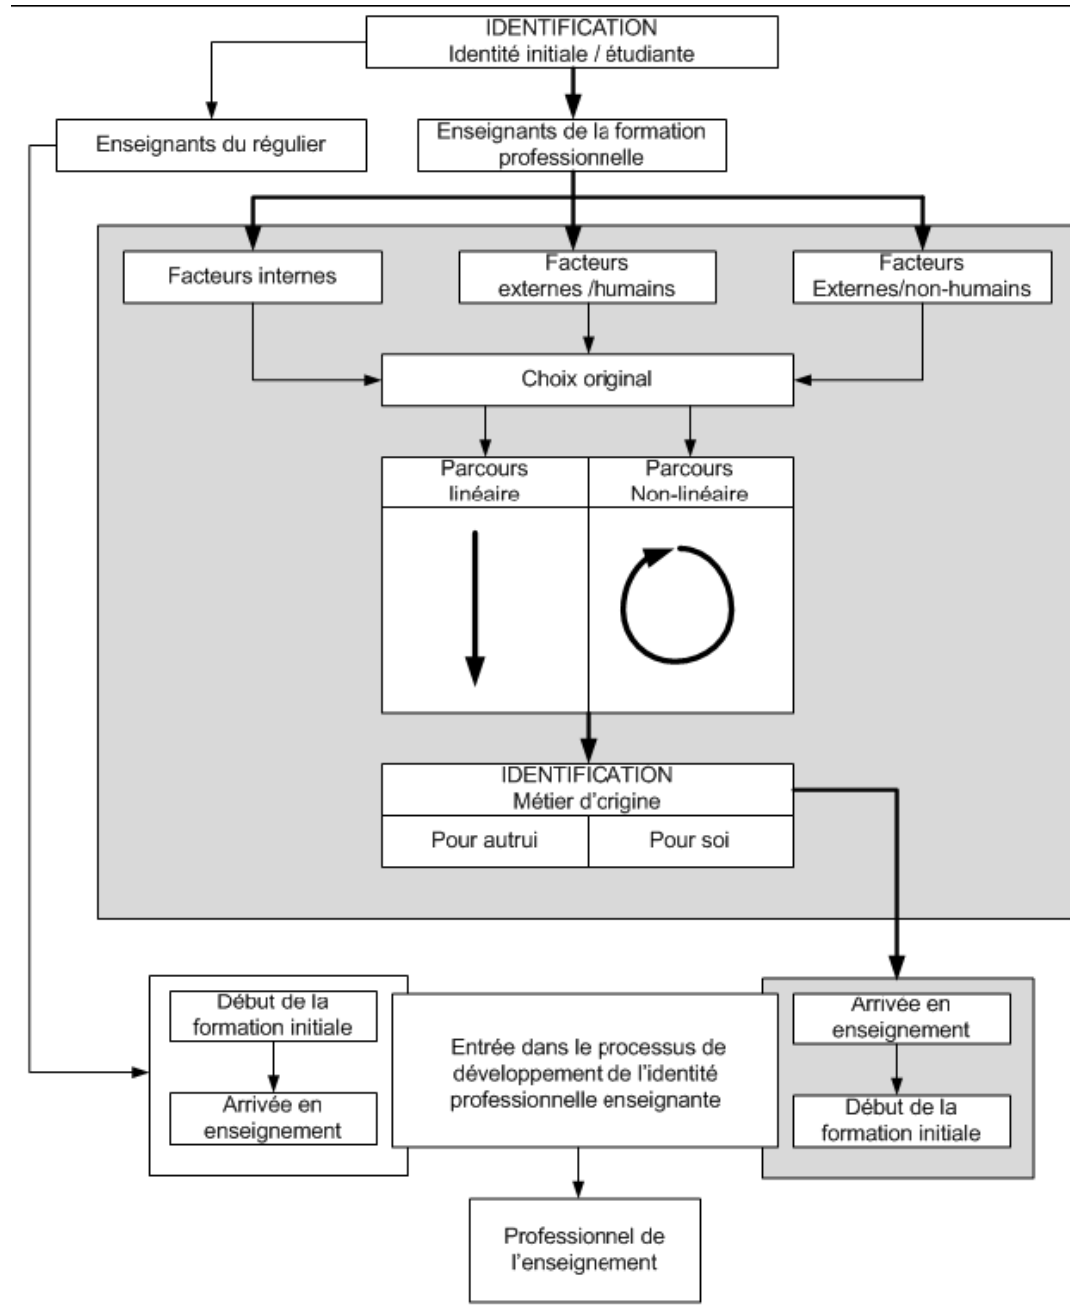 IDENTIFICATION
Identité initiale / étudiante
Enseignants du régulier
Enseignants de la formation
professionnelle
Facteurs internes
Facteurs
externes /humains
Facteurs
Externes/non-humains
Choix original
Parcours
linéaire
Parcours
Non-linéaire
IDENTIFICATION
Métier d'origine
Pour autrui
Pour soi
Début de la
formation initiale
Arrivée en
enseignement
Entrée dans le processus de
développement de l'identité
professionnelle enseignante
Arrivée en
enseignement
Début de la
formation initiale
Professionnel de
l'enseignement